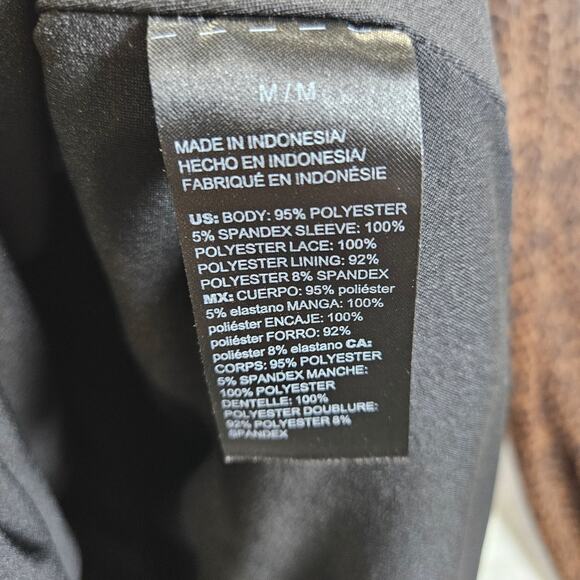 M/M
MADE IN INDONESIA/
HECHO EN INDONESIA/
FABRIQUÉ EN INDONÉSIE
US: BODY: 95% POLYESTER
5% SPANDEX SLEEVE: 100%
POLYESTER LACE: 100%
POLYESTER LINING: 92%
POLYESTER 8% SPANDEX
MX: CUERPO: 95% poliéster
5% elastano MANGA: 100%
poliéster ENCAJE: 100%
poliéster FORRO: 92%
poliéster 8% elastano CA:
CORPS: 95% POLYESTER
5% SPANDEX MANCHE:
100% POLYESTER
DENTELLE: 100%
POLYESTER DOUBLURE:
92% POLYESTER 8%
SPANDEX